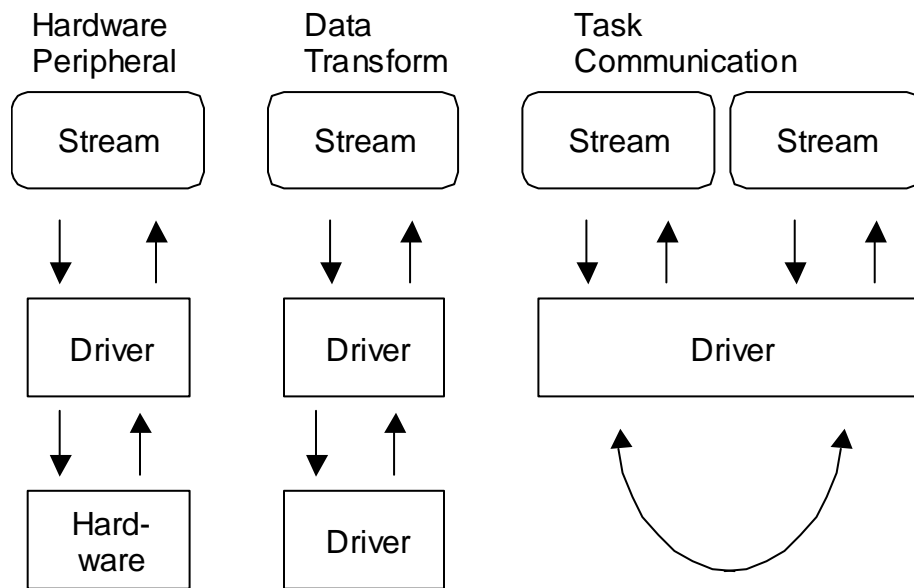 Hardware
Peripheral
Data
Transform
Task
Communication
Stream
Stream
Stream
Stream
Driver
Driver
Driver
Hard-
ware
Driver